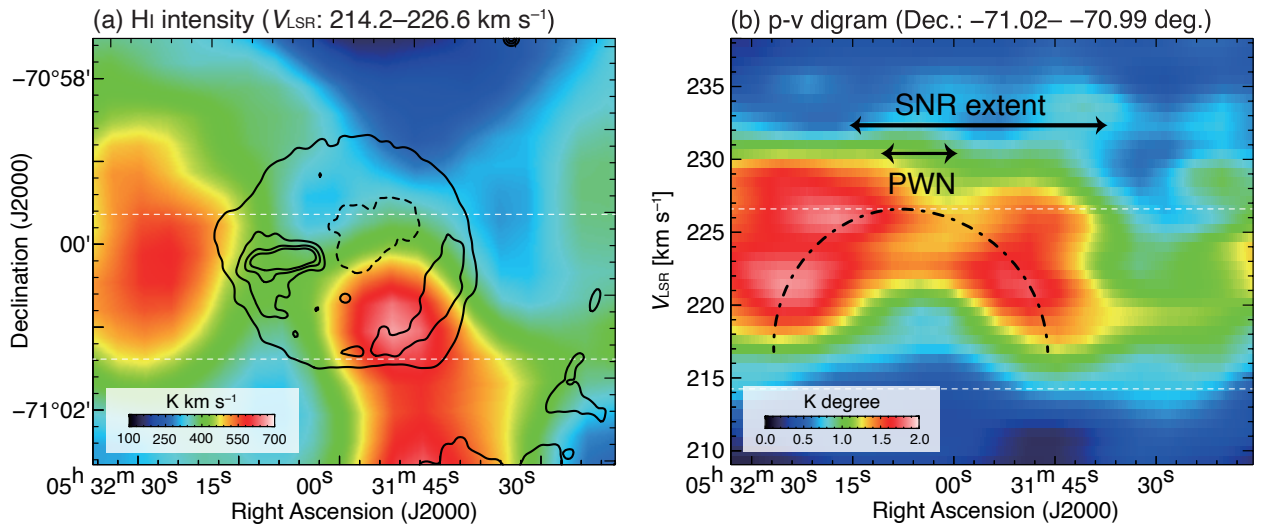 (a) HI intensity (VLSR: 214.2–226.6 km s⁻¹)
−70°58'
00'
−71°02'
Declination (J2000)
K km s⁻¹
100 250 400 550 700
05h 32m 30s 15s 00s 31m 45s 30s
Right Ascension (J2000)
(b) p-v digram (Dec.: −71.02– −70.99 deg.)
235
230
225
220
215
210
VLSR [km s⁻¹]
SNR extent
PWN
K degree
0.0 0.5 1.0 1.5 2.0
05h 32m 30s 15s 00s 31m 45s 30s
Right Ascension (J2000)